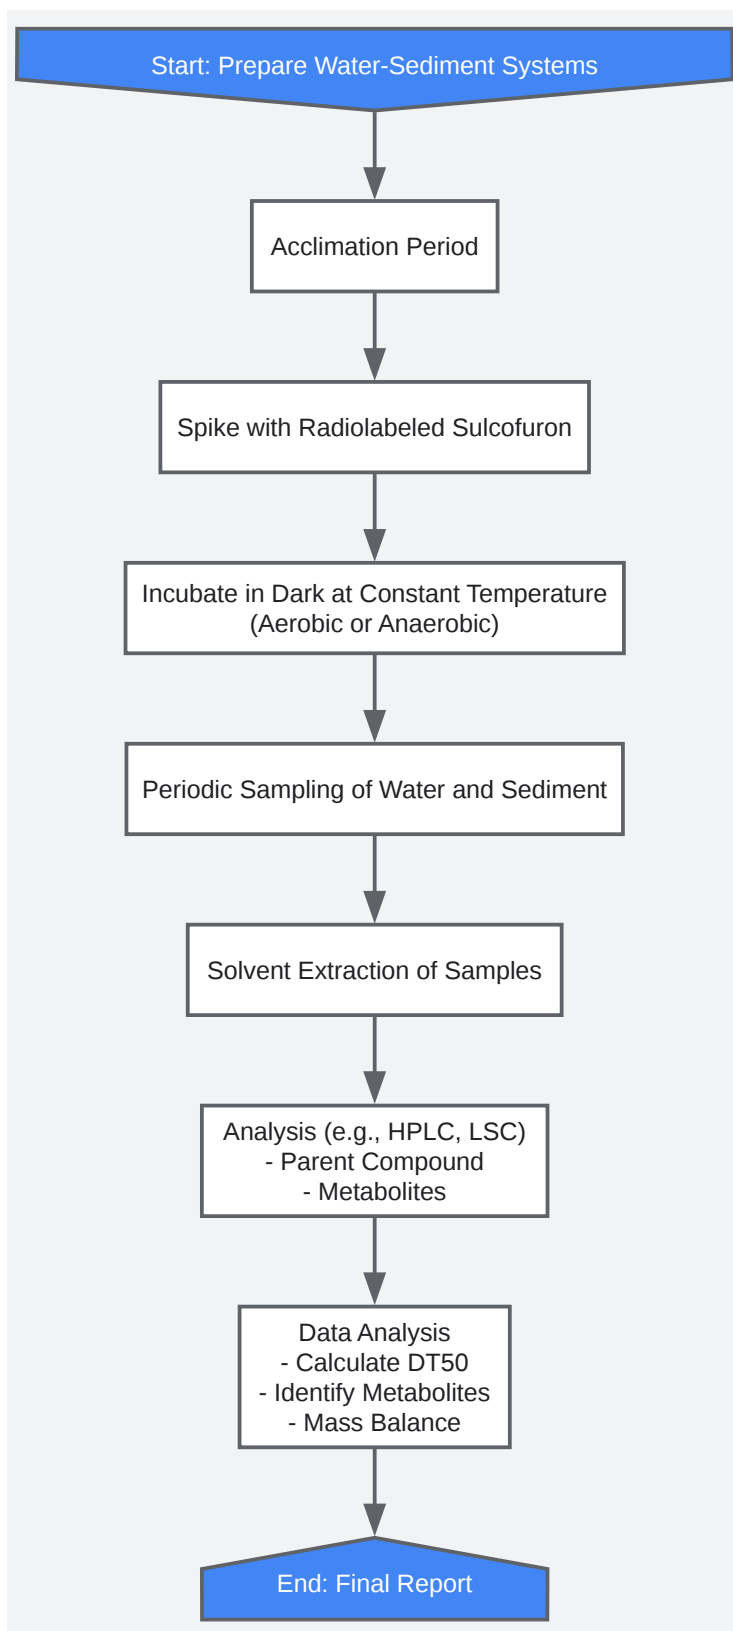 Start: Prepare Water-Sediment Systems
Acclimation Period
Spike with Radiolabeled Sulcofuron
Incubate in Dark at Constant Temperature
(Aerobic or Anaerobic)
Periodic Sampling of Water and Sediment
Solvent Extraction of Samples
Analysis (e.g., HPLC, LSC)
- Parent Compound
- Metabolites
Data Analysis
- Calculate DT50
- Identify Metabolites
- Mass Balance
End: Final Report